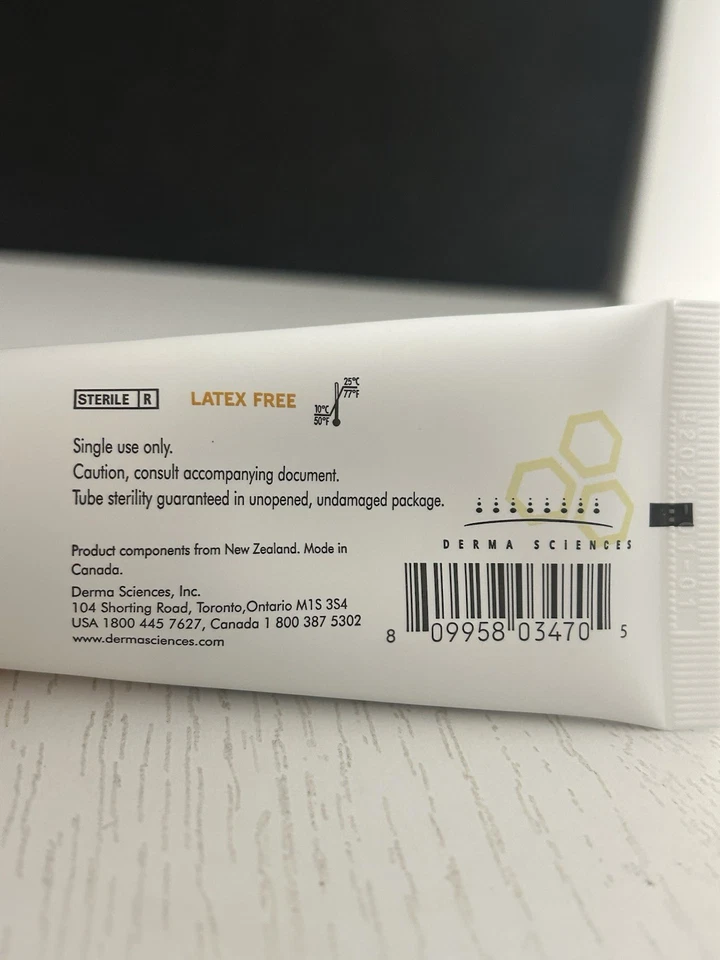 STERILE R
LATEX FREE
25°C
77°F
10°C
50°F
Single use only.
Caution, consult accompanying document.
Tube sterility guaranteed in unopened, undamaged package.
DERMA SCIENCES
Product components from New Zealand. Made in
Canada.
Derma Sciences, Inc.
104 Shorting Road, Toronto,Ontario M1S 3S4
USA 1800 445 7627, Canada 1 800 387 5302
www.dermasciences.com
8 09958 03470 5